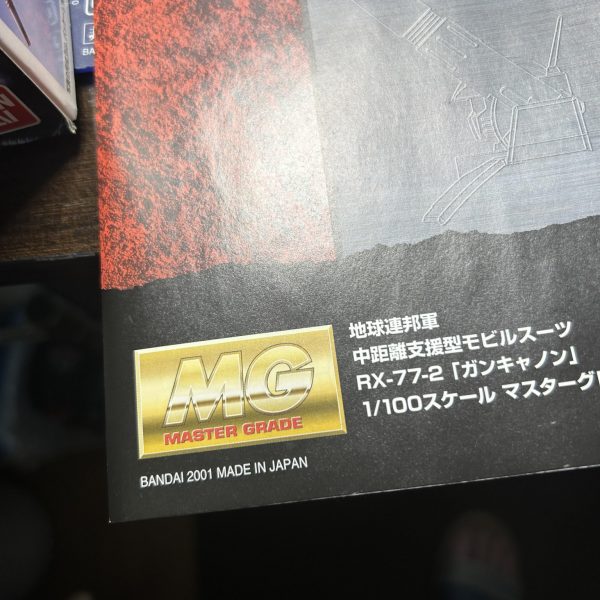 MG
MASTER GRADE
地球連邦軍
中距離支援型モビルスーツ
RX-77-2「ガンキャノン」
1/100スケール マスターグ
BANDAI 2001 MADE IN JAPAN